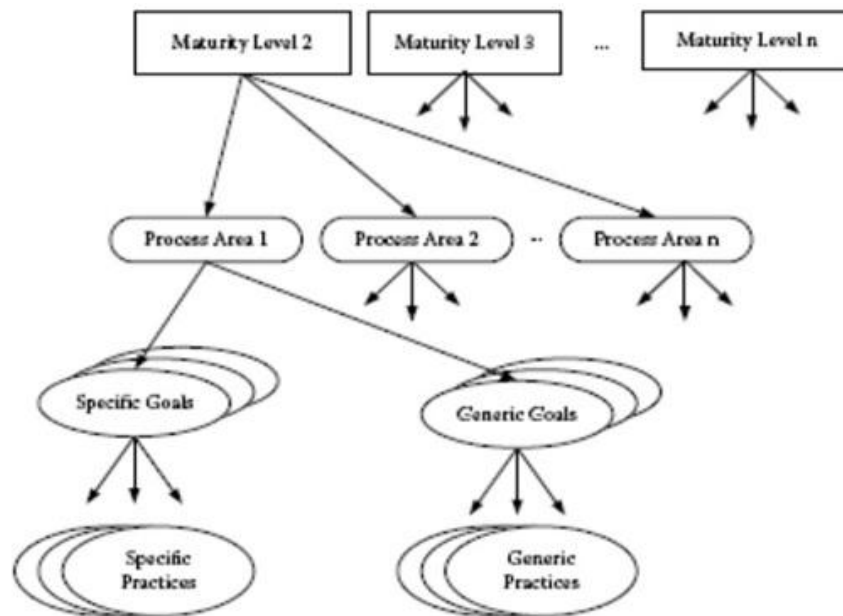 Maturity Level 2
Maturity Level 3
...
Maturity Level n
Process Area 1
Process Area 2
...
Process Area n
Specific Goals
Generic Goals
Specific
Practices
Generic
Practices